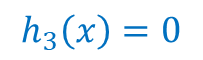 h₃(x) = 0